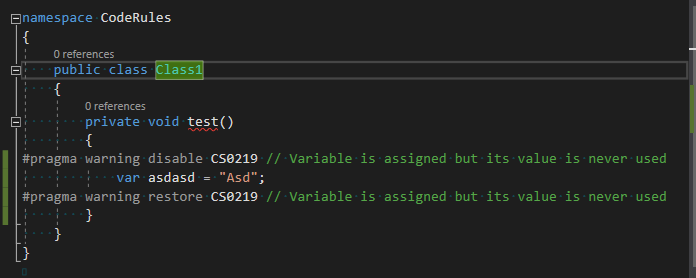 namespace CodeRules
{
0 references
public class Class1
{
0 references
private void test()
{
#pragma warning disable CS0219 // Variable is assigned but its value is never used
var asdasd = "Asd";
#pragma warning restore CS0219 // Variable is assigned but its value is never used
}
}
}